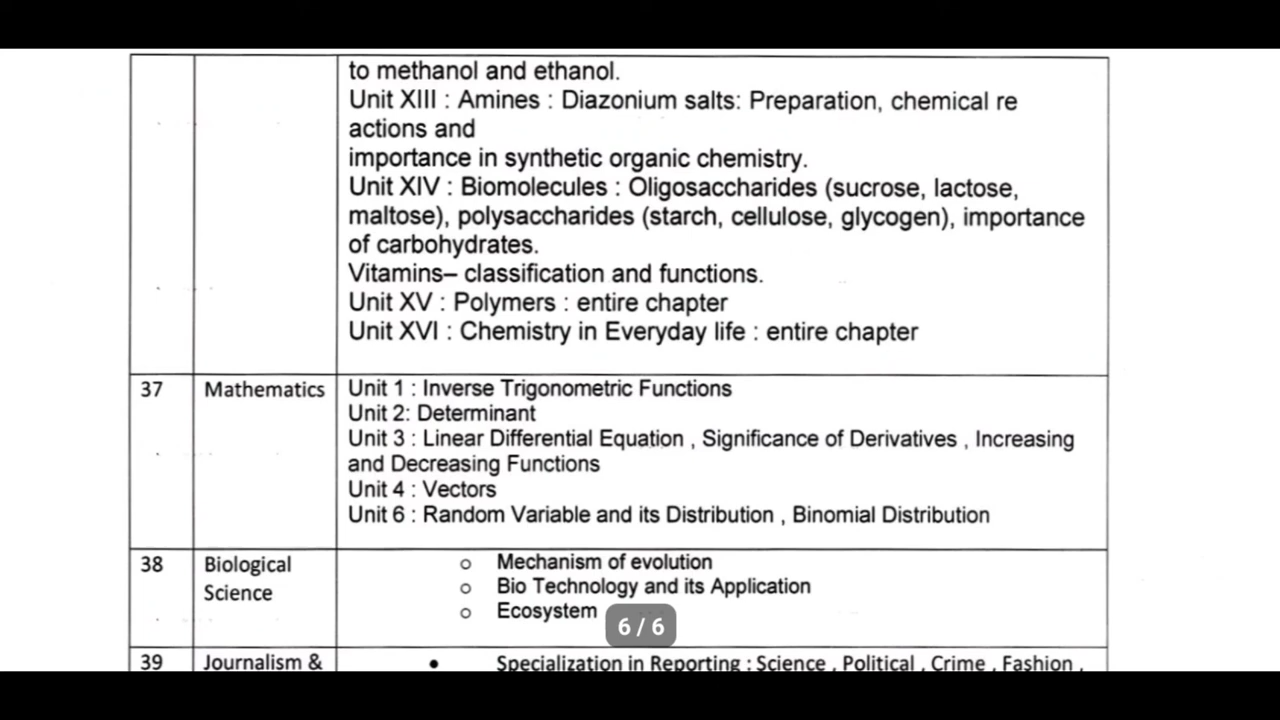 to methanol and ethanol.
Unit XIII : Amines : Diazonium salts: Preparation, chemical re
actions and
importance in synthetic organic chemistry.
Unit XIV : Biomolecules : Oligosaccharides (sucrose, lactose,
maltose), polysaccharides (starch, cellulose, glycogen), importance
of carbohydrates.
Vitamins– classification and functions.
Unit XV : Polymers : entire chapter
Unit XVI : Chemistry in Everyday life : entire chapter
37 Mathematics Unit 1 : Inverse Trigonometric Functions
Unit 2: Determinant
Unit 3 : Linear Differential Equation , Significance of Derivatives , Increasing
and Decreasing Functions
Unit 4 : Vectors
Unit 6 : Random Variable and its Distribution , Binomial Distribution
38 Biological Science
o Mechanism of evolution
o Bio Technology and its Application
o Ecosystem
6 / 6
39 Journalism & • Specialization in Reporting : Science , Political , Crime , Fashion ,